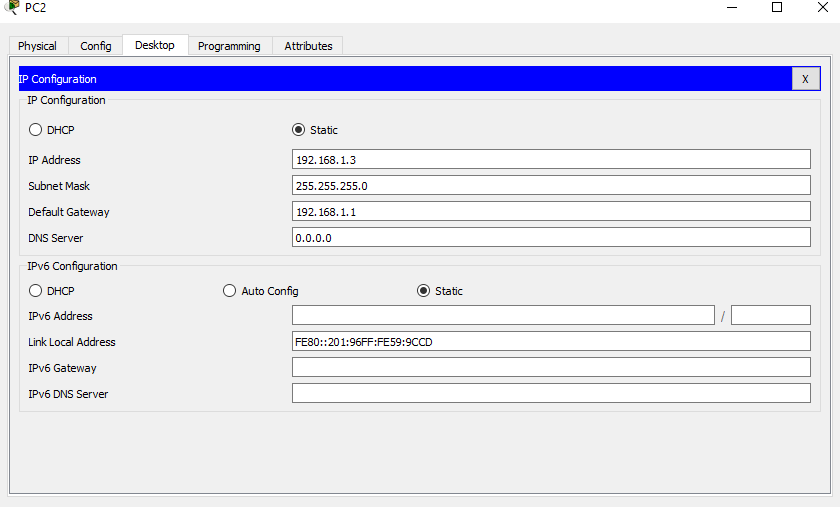 PC2
Physical Config Desktop Programming Attributes
IP Configuration X
IP Configuration
DHCP Static
IP Address 192.168.1.3
Subnet Mask 255.255.255.0
Default Gateway 192.168.1.1
DNS Server 0.0.0.0
IPv6 Configuration
DHCP Auto Config Static
IPv6 Address /
Link Local Address FE80::201:96FF:FE59:9CCD
IPv6 Gateway
IPv6 DNS Server